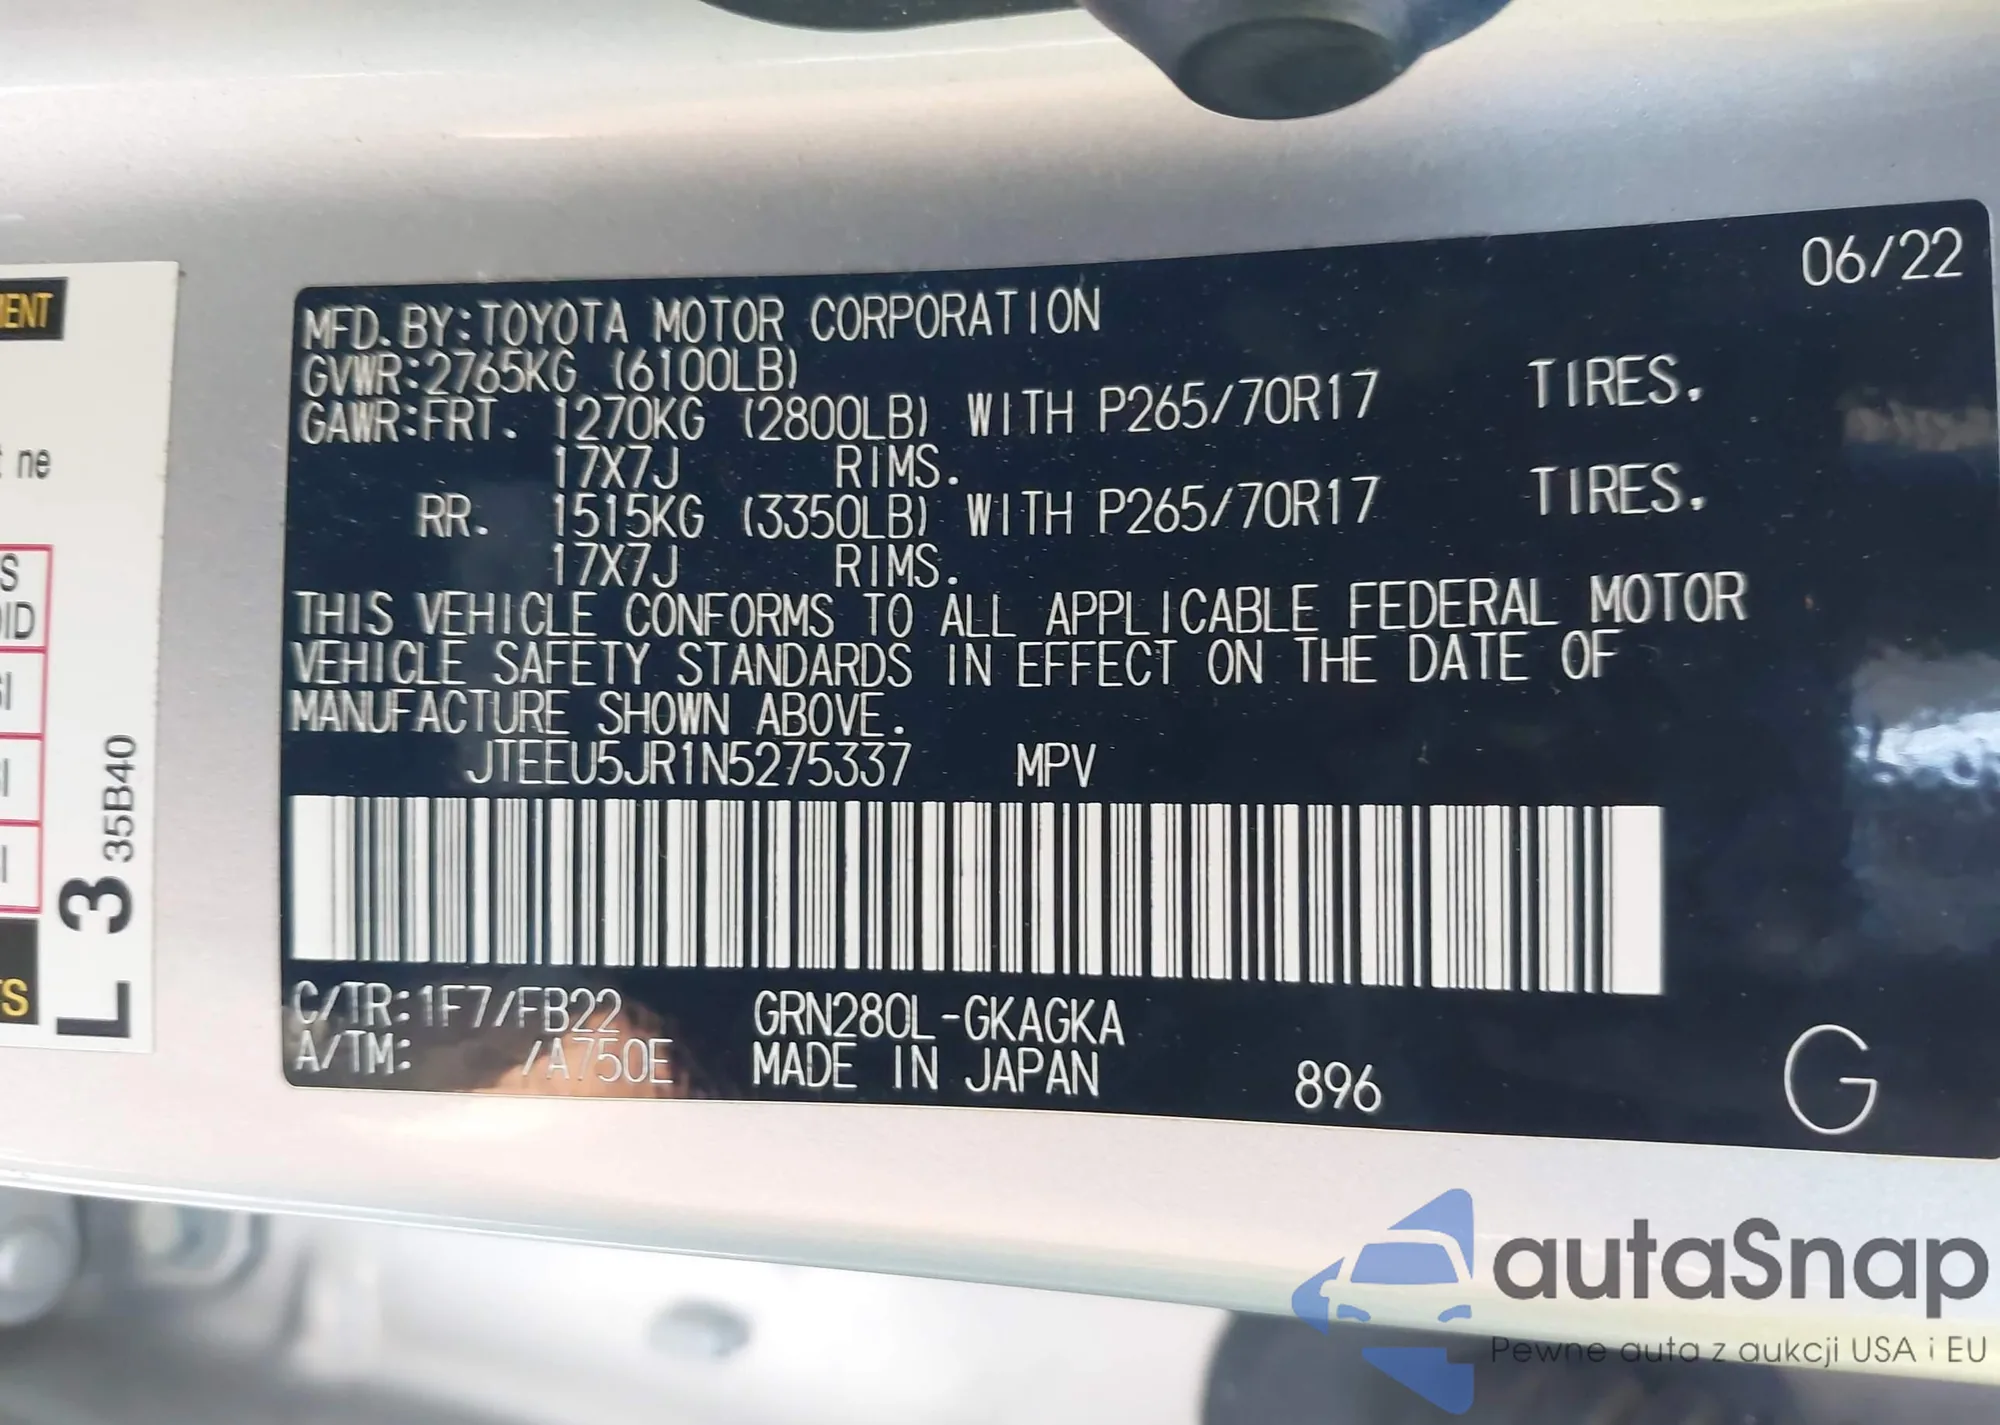 06/22
MFD. BY:TOYOTA MOTOR CORPORATION
GVWR:2765KG (6100LB)
GAWR:FRT. 1270KG (2800LB) WITH P265/70R17 TIRES.
17X7J RIMS.
RR. 1515KG (3350LB) WITH P265/70R17 TIRES.
17X7J RIMS.
THIS VEHICLE CONFORMS TO ALL APPLICABLE FEDERAL MOTOR
VEHICLE SAFETY STANDARDS IN EFFECT ON THE DATE OF
MANUFACTURE SHOWN ABOVE.
JTEEU5JR1N5275337 MPV
C/TR:1F7/FB22 GRN280L-GKAGKA
A/TM: /A750E MADE IN JAPAN 896 G
L 3 35B40
ne
autaSnap
Pewne auta z aukcji USA i EU